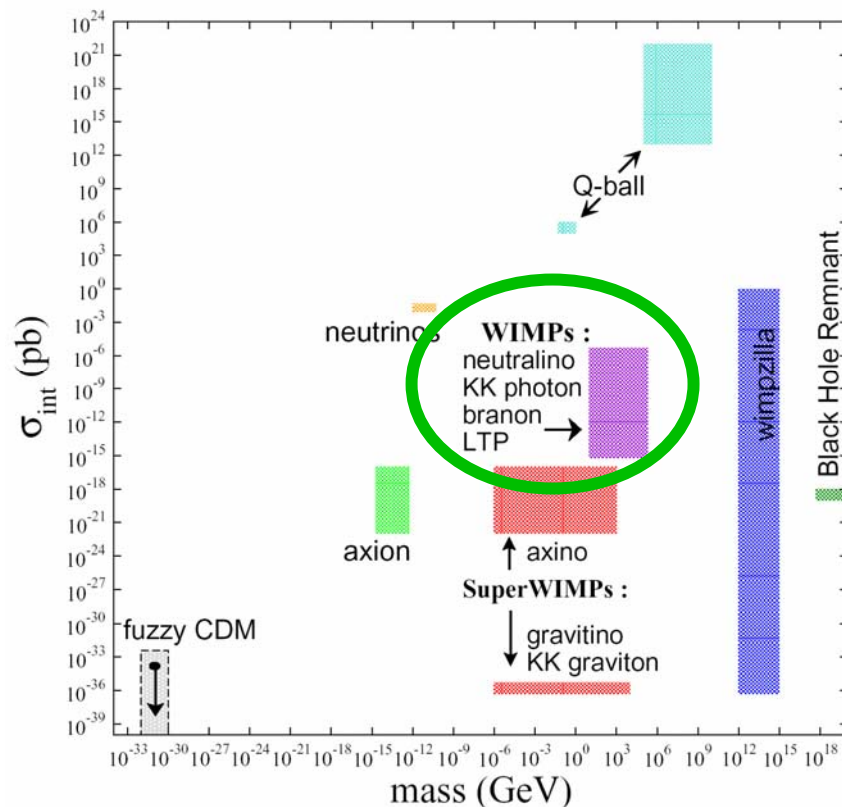 10^24
10^21
10^18
10^15
10^12
10^9
10^6
10^3
10^0
10^-3
10^-6
10^-9
10^-12
10^-15
10^-18
10^-21
10^-24
10^-27
10^-30
10^-33
10^-36
10^-39
σ_int (pb)
Q-ball
neutrinos
WIMPs :
neutralino
KK photon
branon
LTP
wimpzilla
Black Hole Remnant
axion
axino
SuperWIMPs :
gravitino
KK graviton
fuzzy CDM
10^-33 10^-30 10^-27 10^-24 10^-21 10^-18 10^-15 10^-12 10^-9 10^-6 10^-3 10^0 10^3 10^6 10^9 10^12 10^15 10^18
mass (GeV)